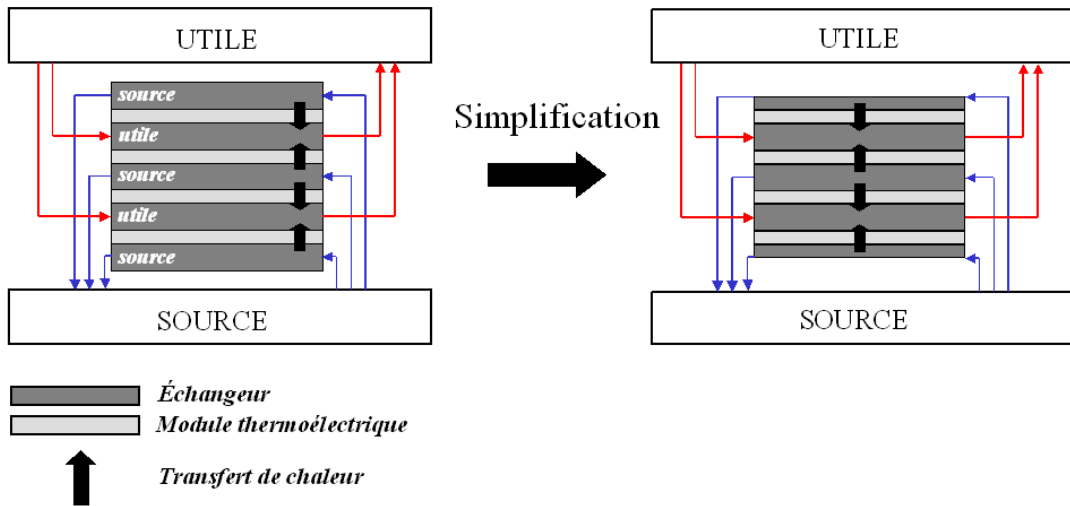 UTILE
source
utile
source
utile
source
SOURCE
Simplification
UTILE
SOURCE
Échangeur
Module thermoélectrique
Transfert de chaleur